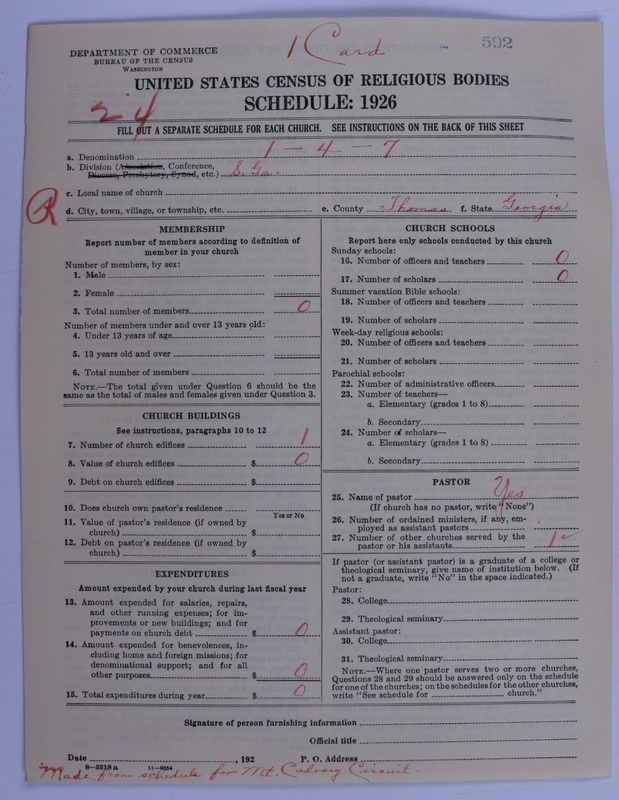 1 Card
592
DEPARTMENT OF COMMERCE
BUREAU OF THE CENSUS
WASHINGTON
UNITED STATES CENSUS OF RELIGIOUS BODIES
SCHEDULE: 1926
24
FILL OUT A SEPARATE SCHEDULE FOR EACH CHURCH. SEE INSTRUCTIONS ON THE BACK OF THIS SHEET
a. Denomination 1-4-7
b. Division (Association, Conference,
Diocese, Presbytery, Synod, etc.) S. Ga.
c. Local name of church
R
d. City, town, village, or township, etc. e. County Thomas f. State Georgia
MEMBERSHIP
Report number of members according to definition of
member in your church
Number of members, by sex:
1. Male
2. Female
3. Total number of members 0
Number of members under and over 13 years old:
4. Under 13 years of age
5. 13 years old and over
6. Total number of members
NOTE.—The total given under Question 6 should be the
same as the total of males and females given under Question 3.
CHURCH BUILDINGS
See instructions, paragraphs 10 to 12
7. Number of church edifices 1
8. Value of church edifices $ 0
9. Debt on church edifices $
10. Does church own pastor's residence
Yes or No
11. Value of pastor's residence (if owned by
church) $
12. Debt on pastor's residence (if owned by
church) $
EXPENDITURES
Amount expended by your church during last fiscal year
13. Amount expended for salaries, repairs,
and other running expenses; for im-
provements or new buildings; and for
payments on church debt $ 0
14. Amount expended for benevolences, in-
cluding home and foreign missions; for
denominational support; and for all
other purposes $ 0
15. Total expenditures during year $ 0
CHURCH SCHOOLS
Report here only schools conducted by this church
Sunday schools:
16. Number of officers and teachers 0
17. Number of scholars 0
Summer vacation Bible schools:
18. Number of officers and teachers
19. Number of scholars
Week-day religious schools:
20. Number of officers and teachers
21. Number of scholars
Parochial schools:
22. Number of administrative officers
23. Number of teachers—
a. Elementary (grades 1 to 8)
b. Secondary
24. Number of scholars—
a. Elementary (grades 1 to 8)
b. Secondary
PASTOR
25. Name of pastor Yes
(If church has no pastor, write "None")
26. Number of ordained ministers, if any, em-
ployed as assistant pastors
27. Number of other churches served by the
pastor or his assistants 1 ✓
If pastor (or assistant pastor) is a graduate of a college or
theological seminary, give name of institution below. (If
not a graduate, write "No" in the space indicated.)
Pastor:
28. College
29. Theological seminary
Assistant pastor:
30. College
31. Theological seminary
NOTE.—Where one pastor serves two or more churches,
Questions 28 and 29 should be answered only on the schedule
for one of the churches; on the schedules for the other churches,
write "See schedule for church."
Signature of person furnishing information
Official title
Date , 192 P. O. Address
8—5518 a 11—9054
Made from schedule for Mt. Calvary Circuit.